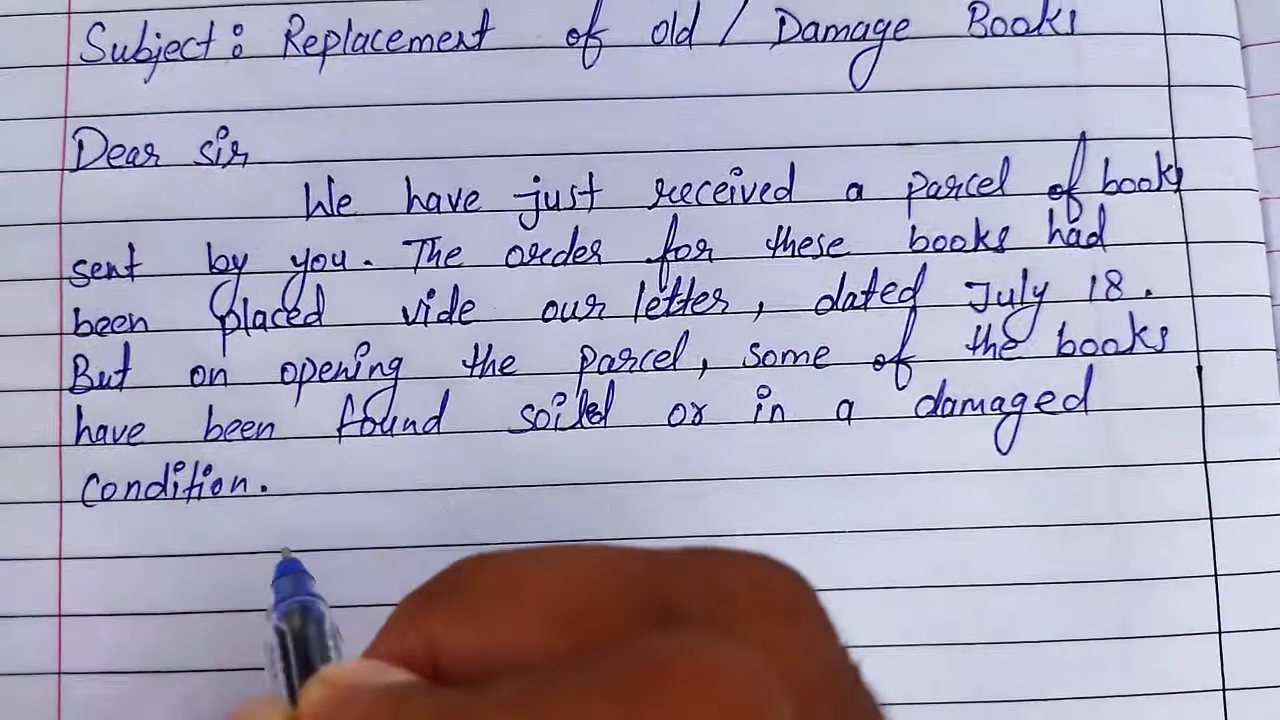 Subject: Replacement of old / Damage Books
Dear sir
We have just received a parcel of books
sent by you. The order for these books had
been placed vide our letter, dated July 18.
But on opening the parcel, some of the books
have been found soiled or in a damaged
condition.